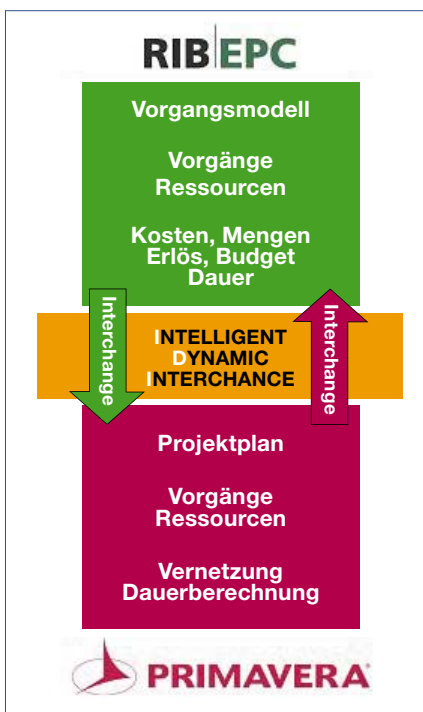 RIB EPC
Vorgangsmodell
Vorgänge
Ressourcen
Kosten, Mengen
Erlös, Budget
Dauer
Interchange
INTELLIGENT
DYNAMIC
INTERCHANCE
Interchange
Projektplan
Vorgänge
Ressourcen
Vernetzung
Dauerberechnung
PRIMAVERA